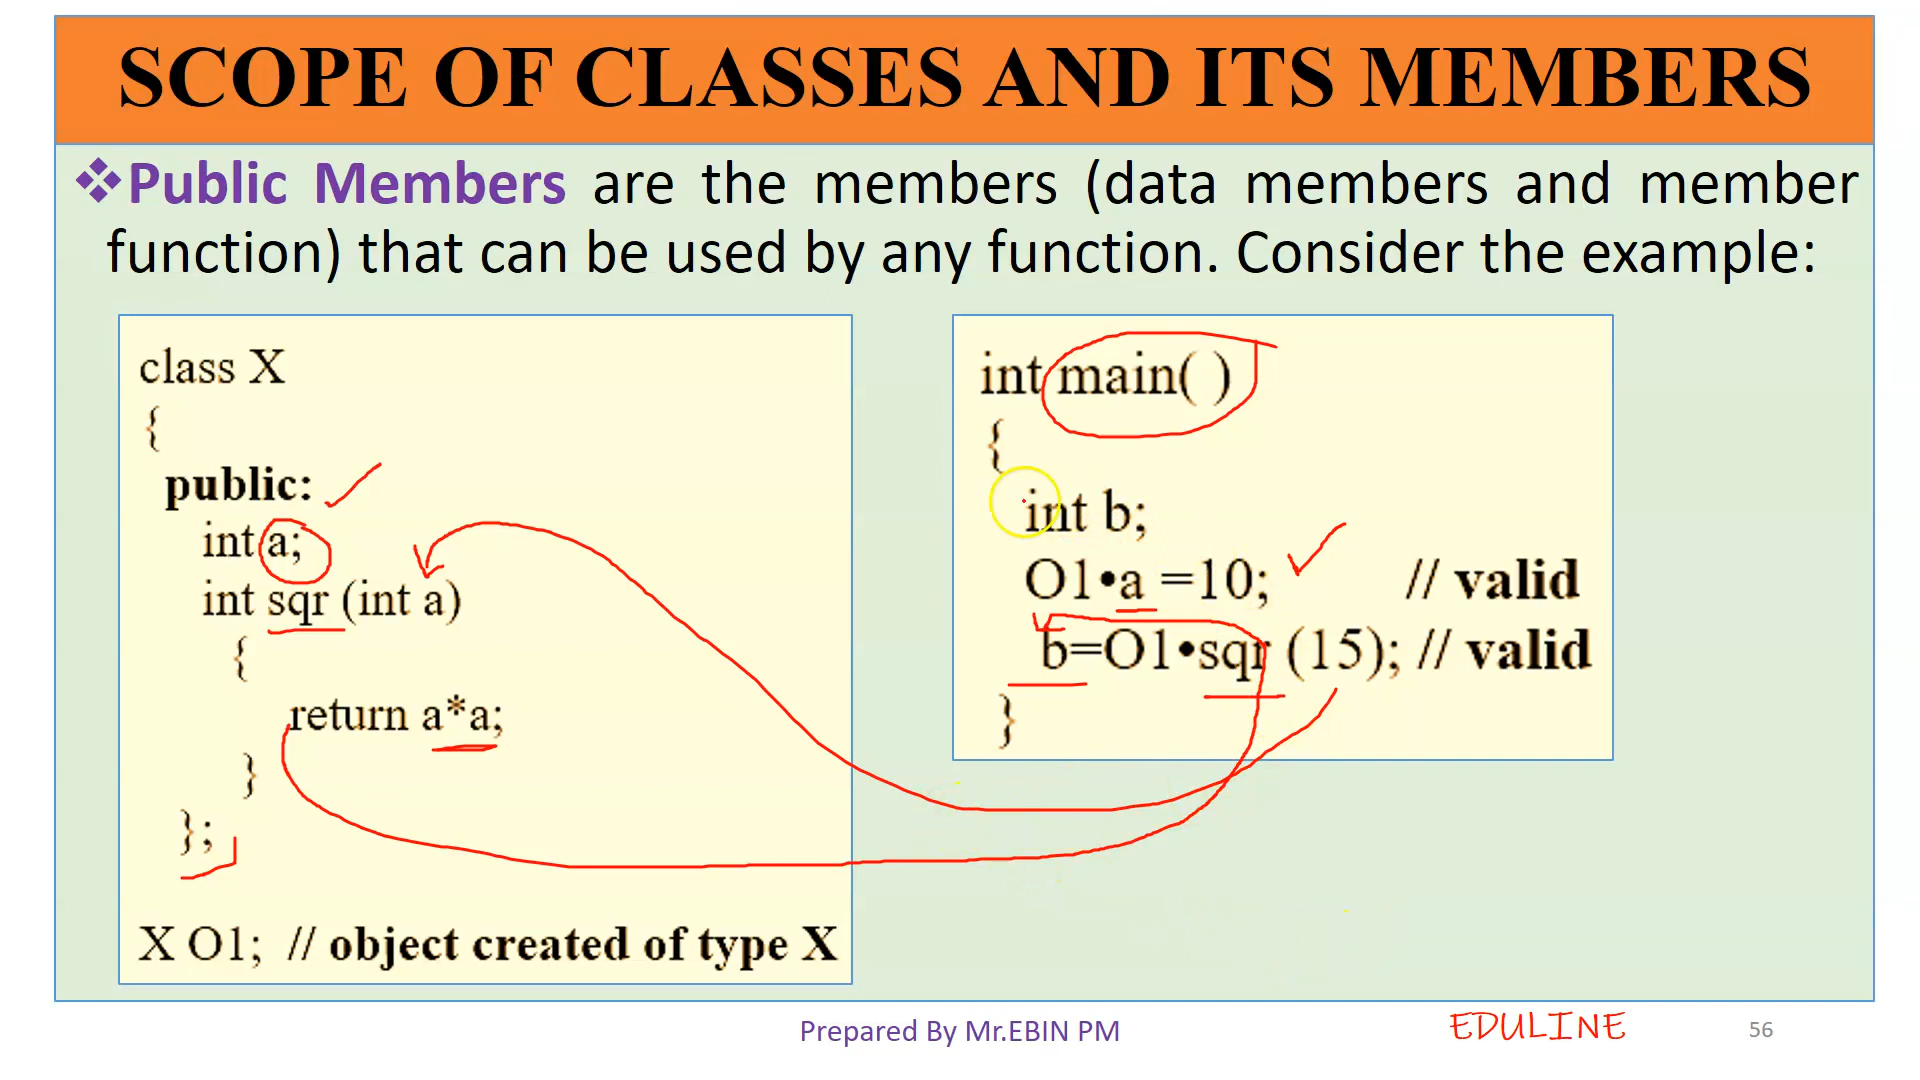 SCOPE OF CLASSES AND ITS MEMBERS
❖Public Members are the members (data members and member
function) that can be used by any function. Consider the example:
class X
{
public:
int a;
int sqr (int a)
{
return a*a;
}
};
X O1; // object created of type X
int main( )
{
int b;
O1•a =10; // valid
b=O1•sqr (15); // valid
}
Prepared By Mr.EBIN PM
EDULINE
56